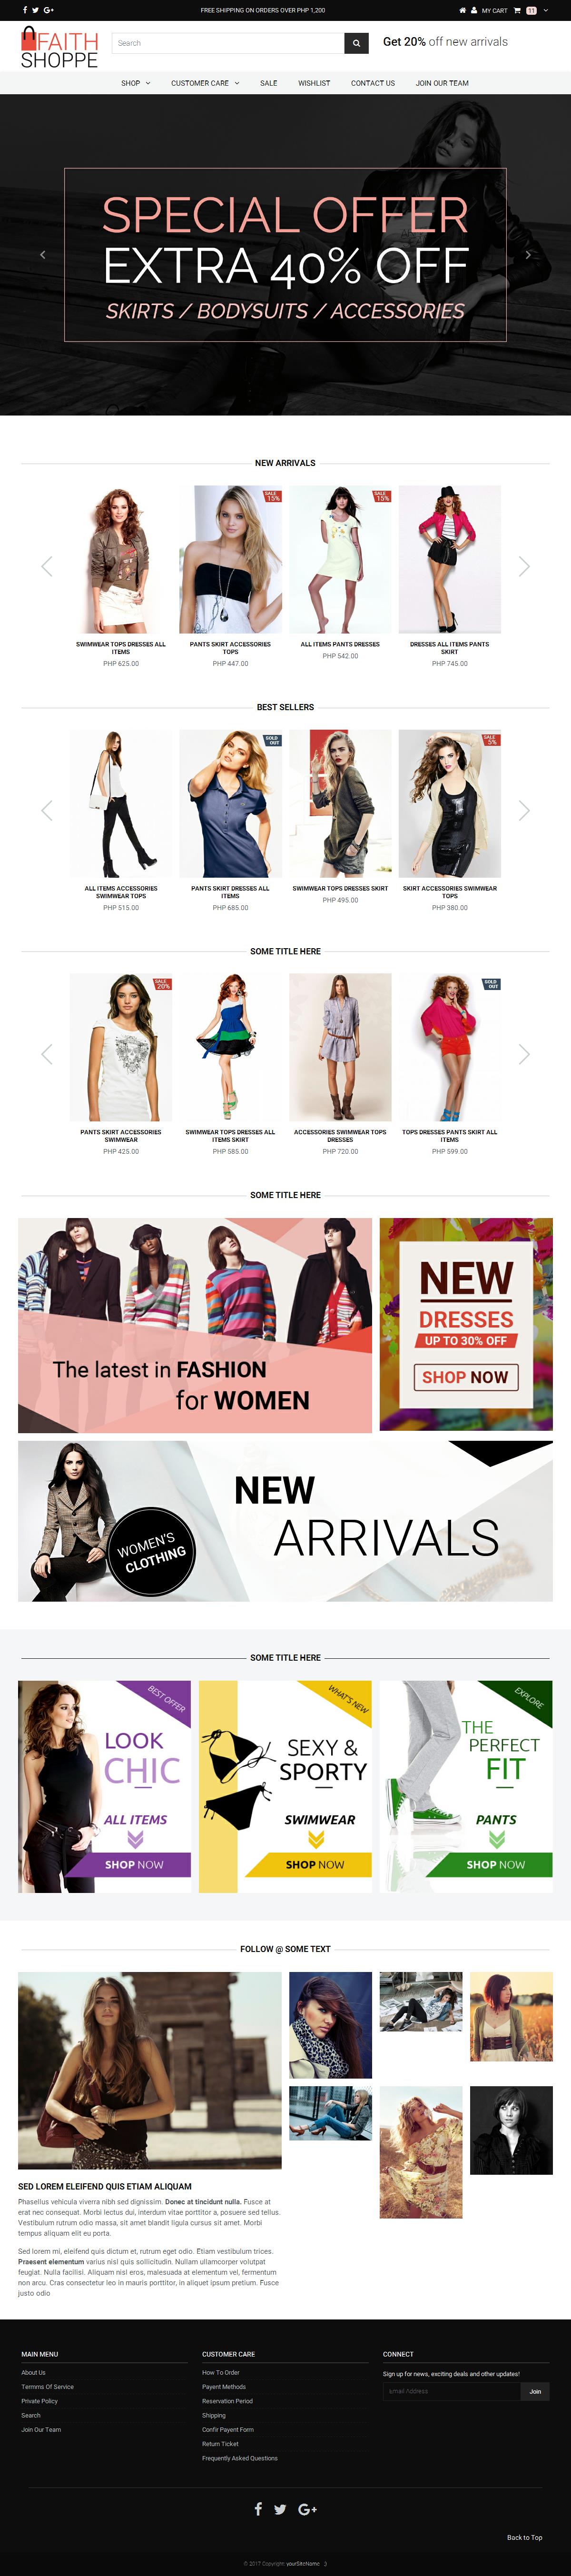 FREE SHIPPING ON ORDERS OVER PHP 1,200
MY CART
11
FAITH
SHOPPE
Search
Get 20% off new arrivals
SHOP
CUSTOMER CARE
SALE
WISHLIST
CONTACT US
JOIN OUR TEAM
SPECIAL OFFER
EXTRA 40% OFF
SKIRTS / BODYSUITS / ACCESSORIES
NEW ARRIVALS
SALE
15%
SALE
15%
SWIMWEAR TOPS DRESSES ALL
ITEMS
PHP 625.00
PANTS SKIRT ACCESSORIES
TOPS
PHP 447.00
ALL ITEMS PANTS DRESSES
PHP 542.00
DRESSES ALL ITEMS PANTS
SKIRT
PHP 745.00
BEST SELLERS
SOLD
OUT
SALE
5%
ALL ITEMS ACCESSORIES
SWIMWEAR TOPS
PHP 515.00
PANTS SKIRT DRESSES ALL
ITEMS
PHP 685.00
SWIMWEAR TOPS DRESSES SKIRT
PHP 495.00
SKIRT ACCESSORIES SWIMWEAR
TOPS
PHP 380.00
SOME TITLE HERE
SALE
20%
SOLD
OUT
PANTS SKIRT ACCESSORIES
SWIMWEAR
PHP 425.00
SWIMWEAR TOPS DRESSES ALL
ITEMS SKIRT
PHP 585.00
ACCESSORIES SWIMWEAR TOPS
DRESSES
PHP 720.00
TOPS DRESSES PANTS SKIRT ALL
ITEMS
PHP 599.00
SOME TITLE HERE
The latest in FASHION
for WOMEN
NEW
DRESSES
UP TO 30% OFF
SHOP NOW
WOMEN'S
CLOTHING
NEW
ARRIVALS
SOME TITLE HERE
BEST OFFER
LOOK
CHIC
ALL ITEMS
SHOP NOW
WHAT'S NEW
SEXY &
SPORTY
SWIMWEAR
SHOP NOW
EXPLORE
THE
PERFECT
FIT
PANTS
SHOP NOW
FOLLOW @ SOME TEXT
SED LOREM ELEIFEND QUIS ETIAM ALIQUAM
Phasellus vehicula viverra nibh sed dignissim. Donec at tincidunt nulla. Fusce at
erat nec consequat. Morbi lectus dui, interdum vitae porttitor a, posuere sed tellus.
Vestibulum rutrum odio massa, sit amet blandit ligula cursus sit amet. Morbi
tempus aliquam elit eu porta.
Sed lorem mi, eleifend quis dictum et, rutrum eget odio. Etiam vestibulum trices.
Praesent elementum varius nisl quis sollicitudin. Nullam ullamcorper volutpat
feugiat. Nulla facilisi. Aliquam nisl eros, malesuada at elementum vel, fermentum
non arcu. Cras consectetur leo in mauris porttitor, in aliquet ipsum pretium. Fusce
justo odio
MAIN MENU
About Us
Termms Of Service
Private Policy
Search
Join Our Team
CUSTOMER CARE
How To Order
Payent Methods
Reservation Period
Shipping
Confir Payent Form
Return Ticket
Frequently Asked Questions
CONNECT
Sign up for news, exciting deals and other updates!
Email Address
Join
Back to Top
© 2017 Copyright yourSiteName :)